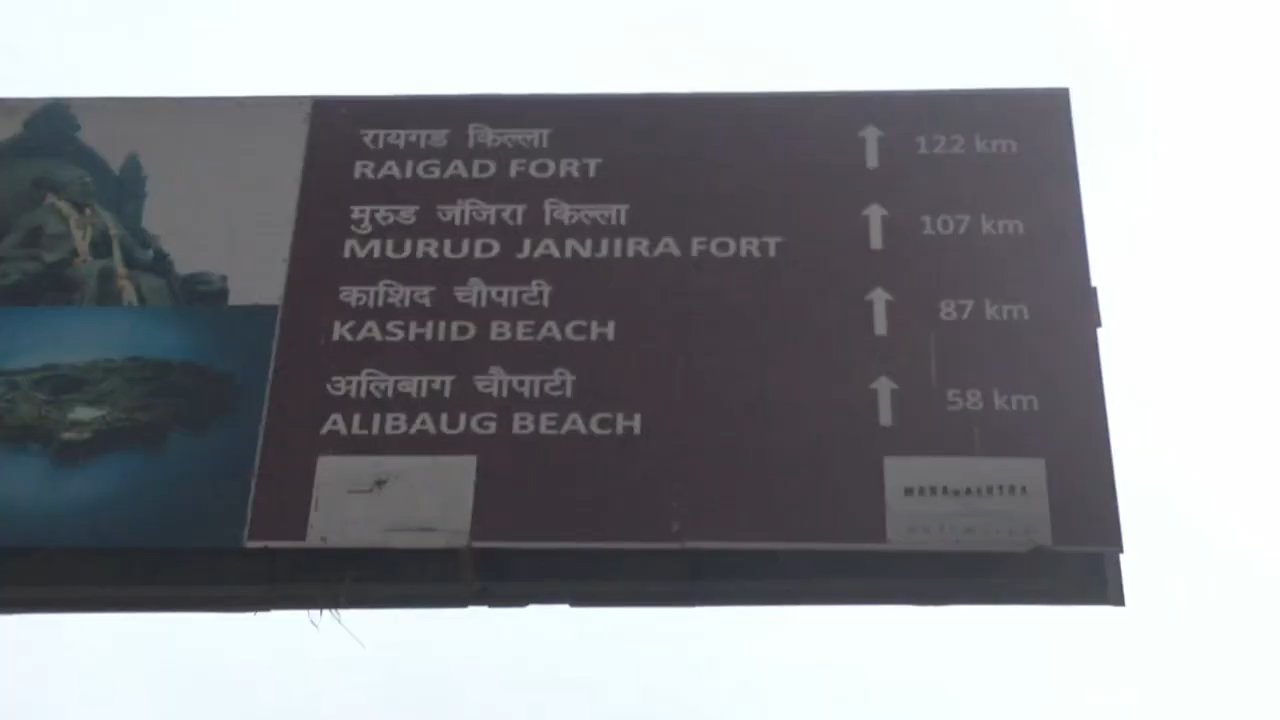 रायगड किल्ला
RAIGAD FORT
122 km
मुरुड जंजिरा किल्ला
MURUD JANJIRA FORT
107 km
काशिद चौपाटी
KASHID BEACH
87 km
अलिबाग चौपाटी
ALIBAUG BEACH
58 km
MAHARASHTRA